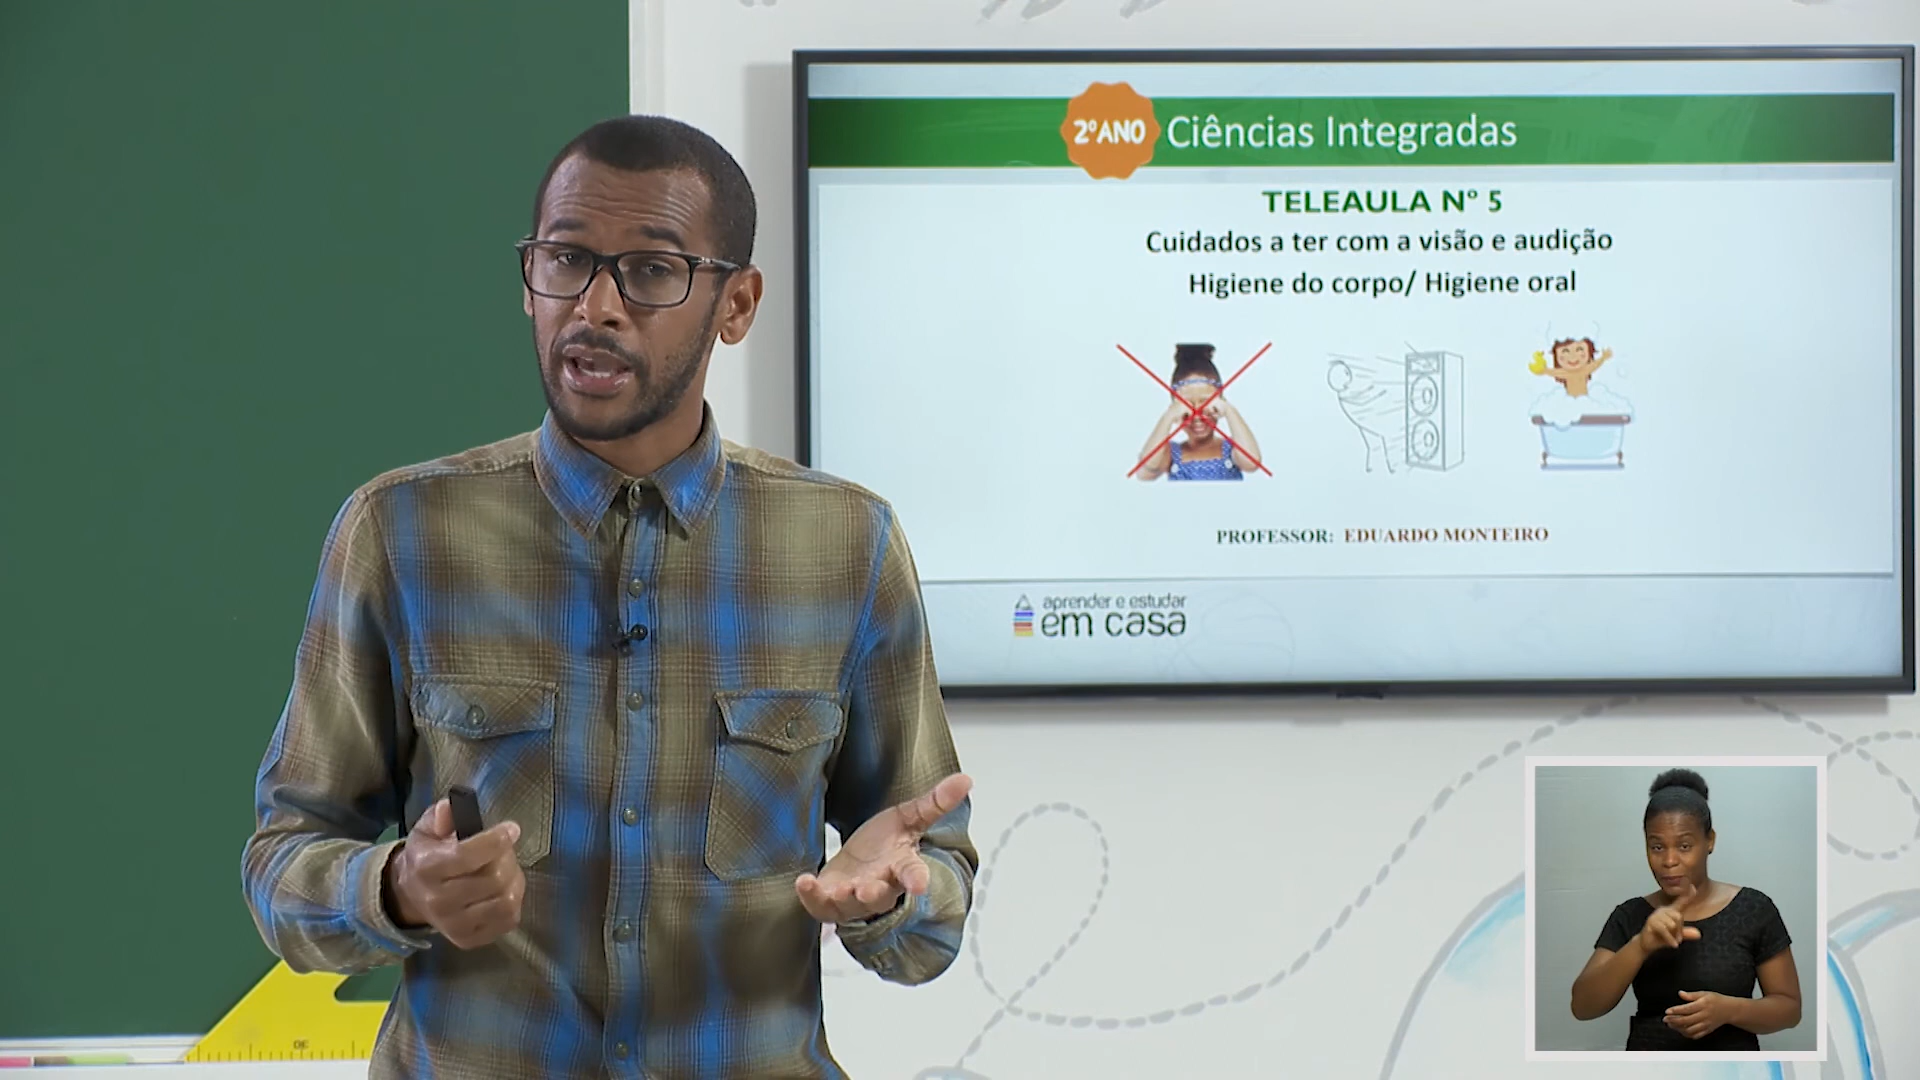 2ºANO Ciências Integradas
TELEAULA Nº 5
Cuidados a ter com a visão e audição
Higiene do corpo/ Higiene oral
PROFESSOR: EDUARDO MONTEIRO
aprender e estudar
em casa